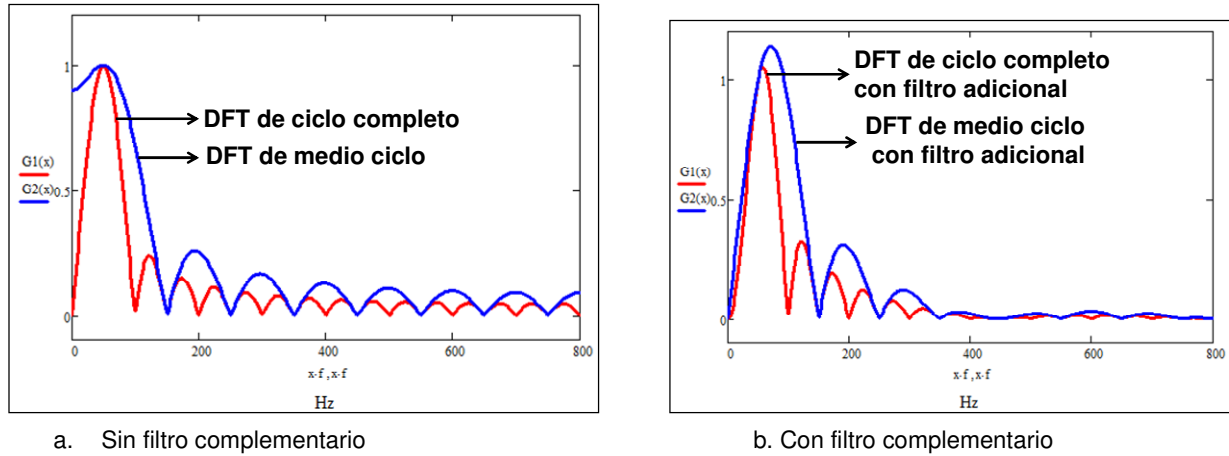 1
0.5
0
G1(x)
G2(x)
DFT de ciclo completo
DFT de medio ciclo
0
200
400
600
800
x·f ,x·f
Hz
a. Sin filtro complementario
1
0.5
0
G1(x)
G2(x)
DFT de ciclo completo
con filtro adicional
DFT de medio ciclo
con filtro adicional
0
200
400
600
800
x·f ,x·f
Hz
b. Con filtro complementario